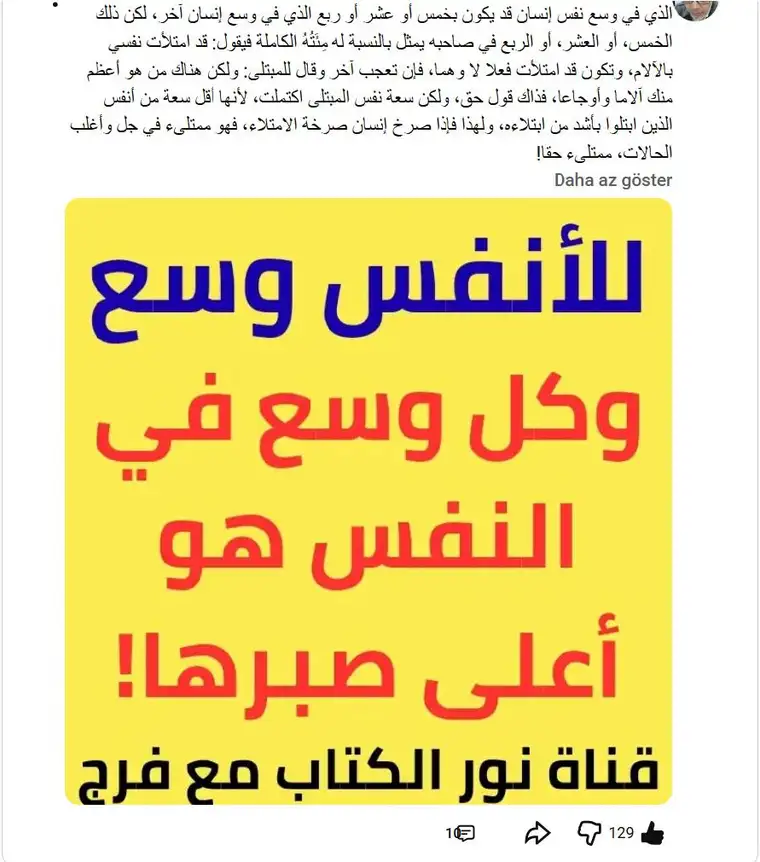 الذي في وسع نفس إنسان قد يكون بخمس أو عشر أو ربع الذي في وسع إنسان آخر، لكن ذلك
الخمس، أو العشر، أو الربع في صاحبه يمثل بالنسبة له مِئَتُهُ الكاملة فيقول: قد امتلأت نفسي
بالآلام، وتكون قد امتلأت فعلا لا وهما، فإن تعجب آخر وقال للمبتلى: ولكن هناك من هو أعظم
منك آلاما وأوجاعا، فذاك قول حق، ولكن سعة نفس المبتلى اكتملت، لأنها أقل سعة من أنفس
الذين ابتلوا بأشد من ابتلاءه، ولهذا فإذا صرخ إنسان صرخة الامتلاء، فهو ممتلىء في جل وأغلب
الحالات، ممتلىء حقا!
Daha az göster
للأنفس وسع
وكل وسع في
النفس هو
أعلى صبرها!
قناة نور الكتاب مع فرج
129
10